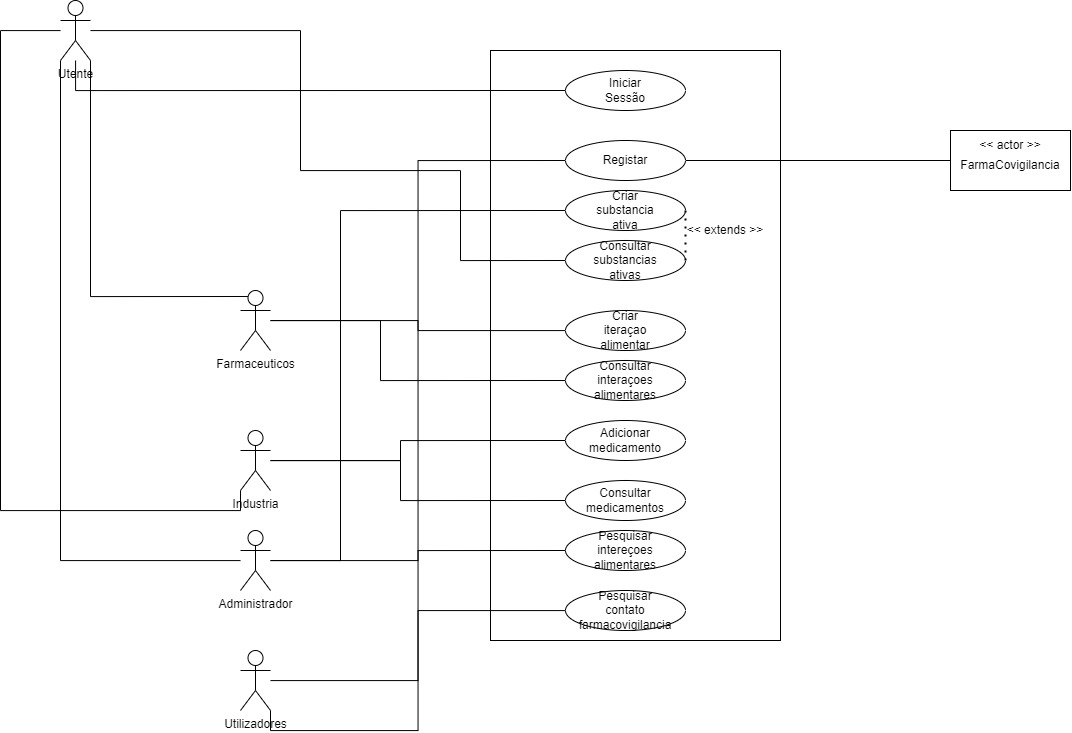 Utente
Iniciar
Sessão
Registar
<< actor >>
FarmaCovigilancia
Criar
substancia
ativa
<< extends >>
Consultar
substancias
ativas
Criar
iteraçao
alimentar
Farmaceuticos
Consultar
interaçoes
alimentares
Adicionar
medicamento
Industria
Consultar
medicamentos
Pesquisar
intereçoes
alimentares
Administrador
Pesquisar
contato
farmacovigilancia
Utilizadores